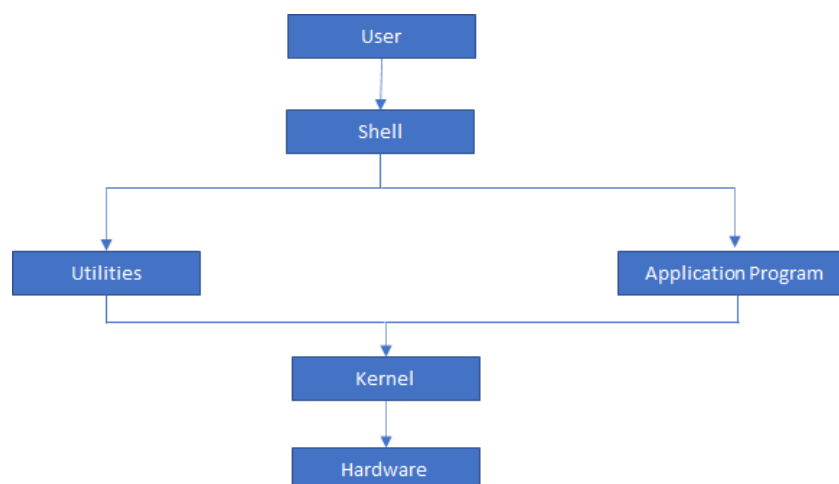 User
Shell
Utilities
Application Program
Kernel
Hardware